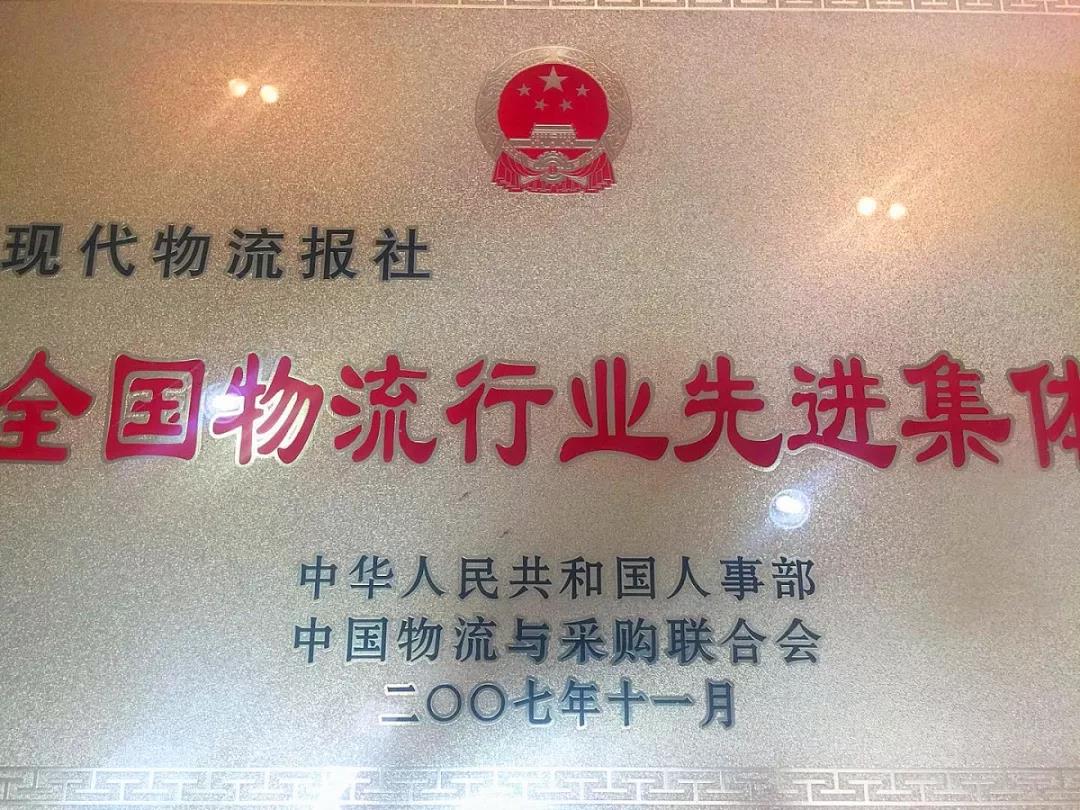 现代物流报社
全国物流行业先进集体
中华人民共和国人事部
中国物流与采购联合会
二〇〇七年十一月